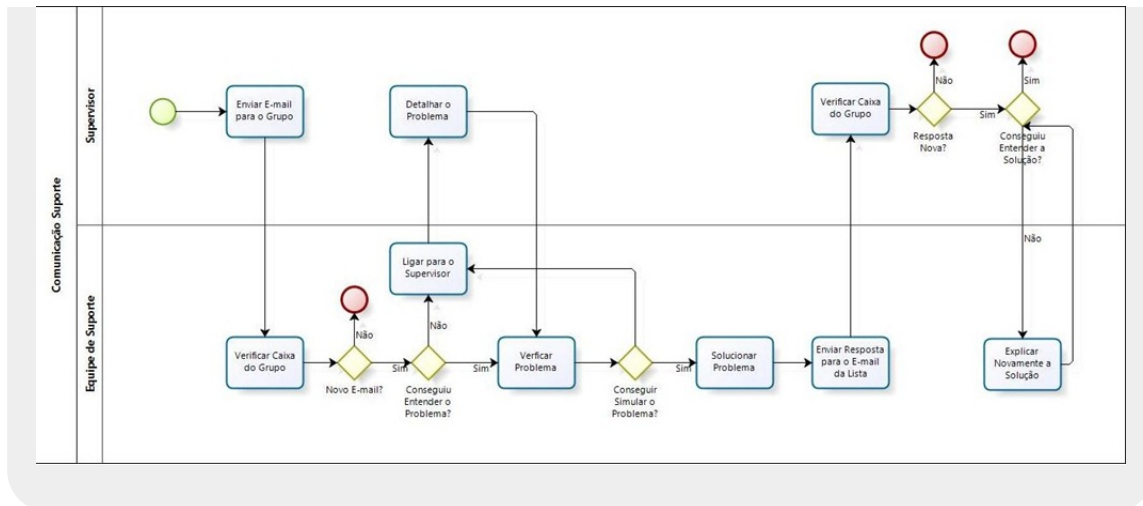 Comunicação Suporte
Supervisor
Enviar E-mail
para o Grupo
Detalhar o
Problema
Verificar Caixa
do Grupo
Não
Resposta
Nova?
Sim
Sim
Conseguiu
Entender a
Solução?
Não
Equipe de Suporte
Ligar para o
Supervisor
Verificar Caixa
do Grupo
Não
Novo E-mail?
Sim
Não
Conseguiu
Entender o
Problema?
Sim
Verficar
Problema
Conseguir
Simular o
Problema?
Sim
Solucionar
Problema
Enviar Resposta
para o E-mail
da Lista
Explicar
Novamente a
Solução